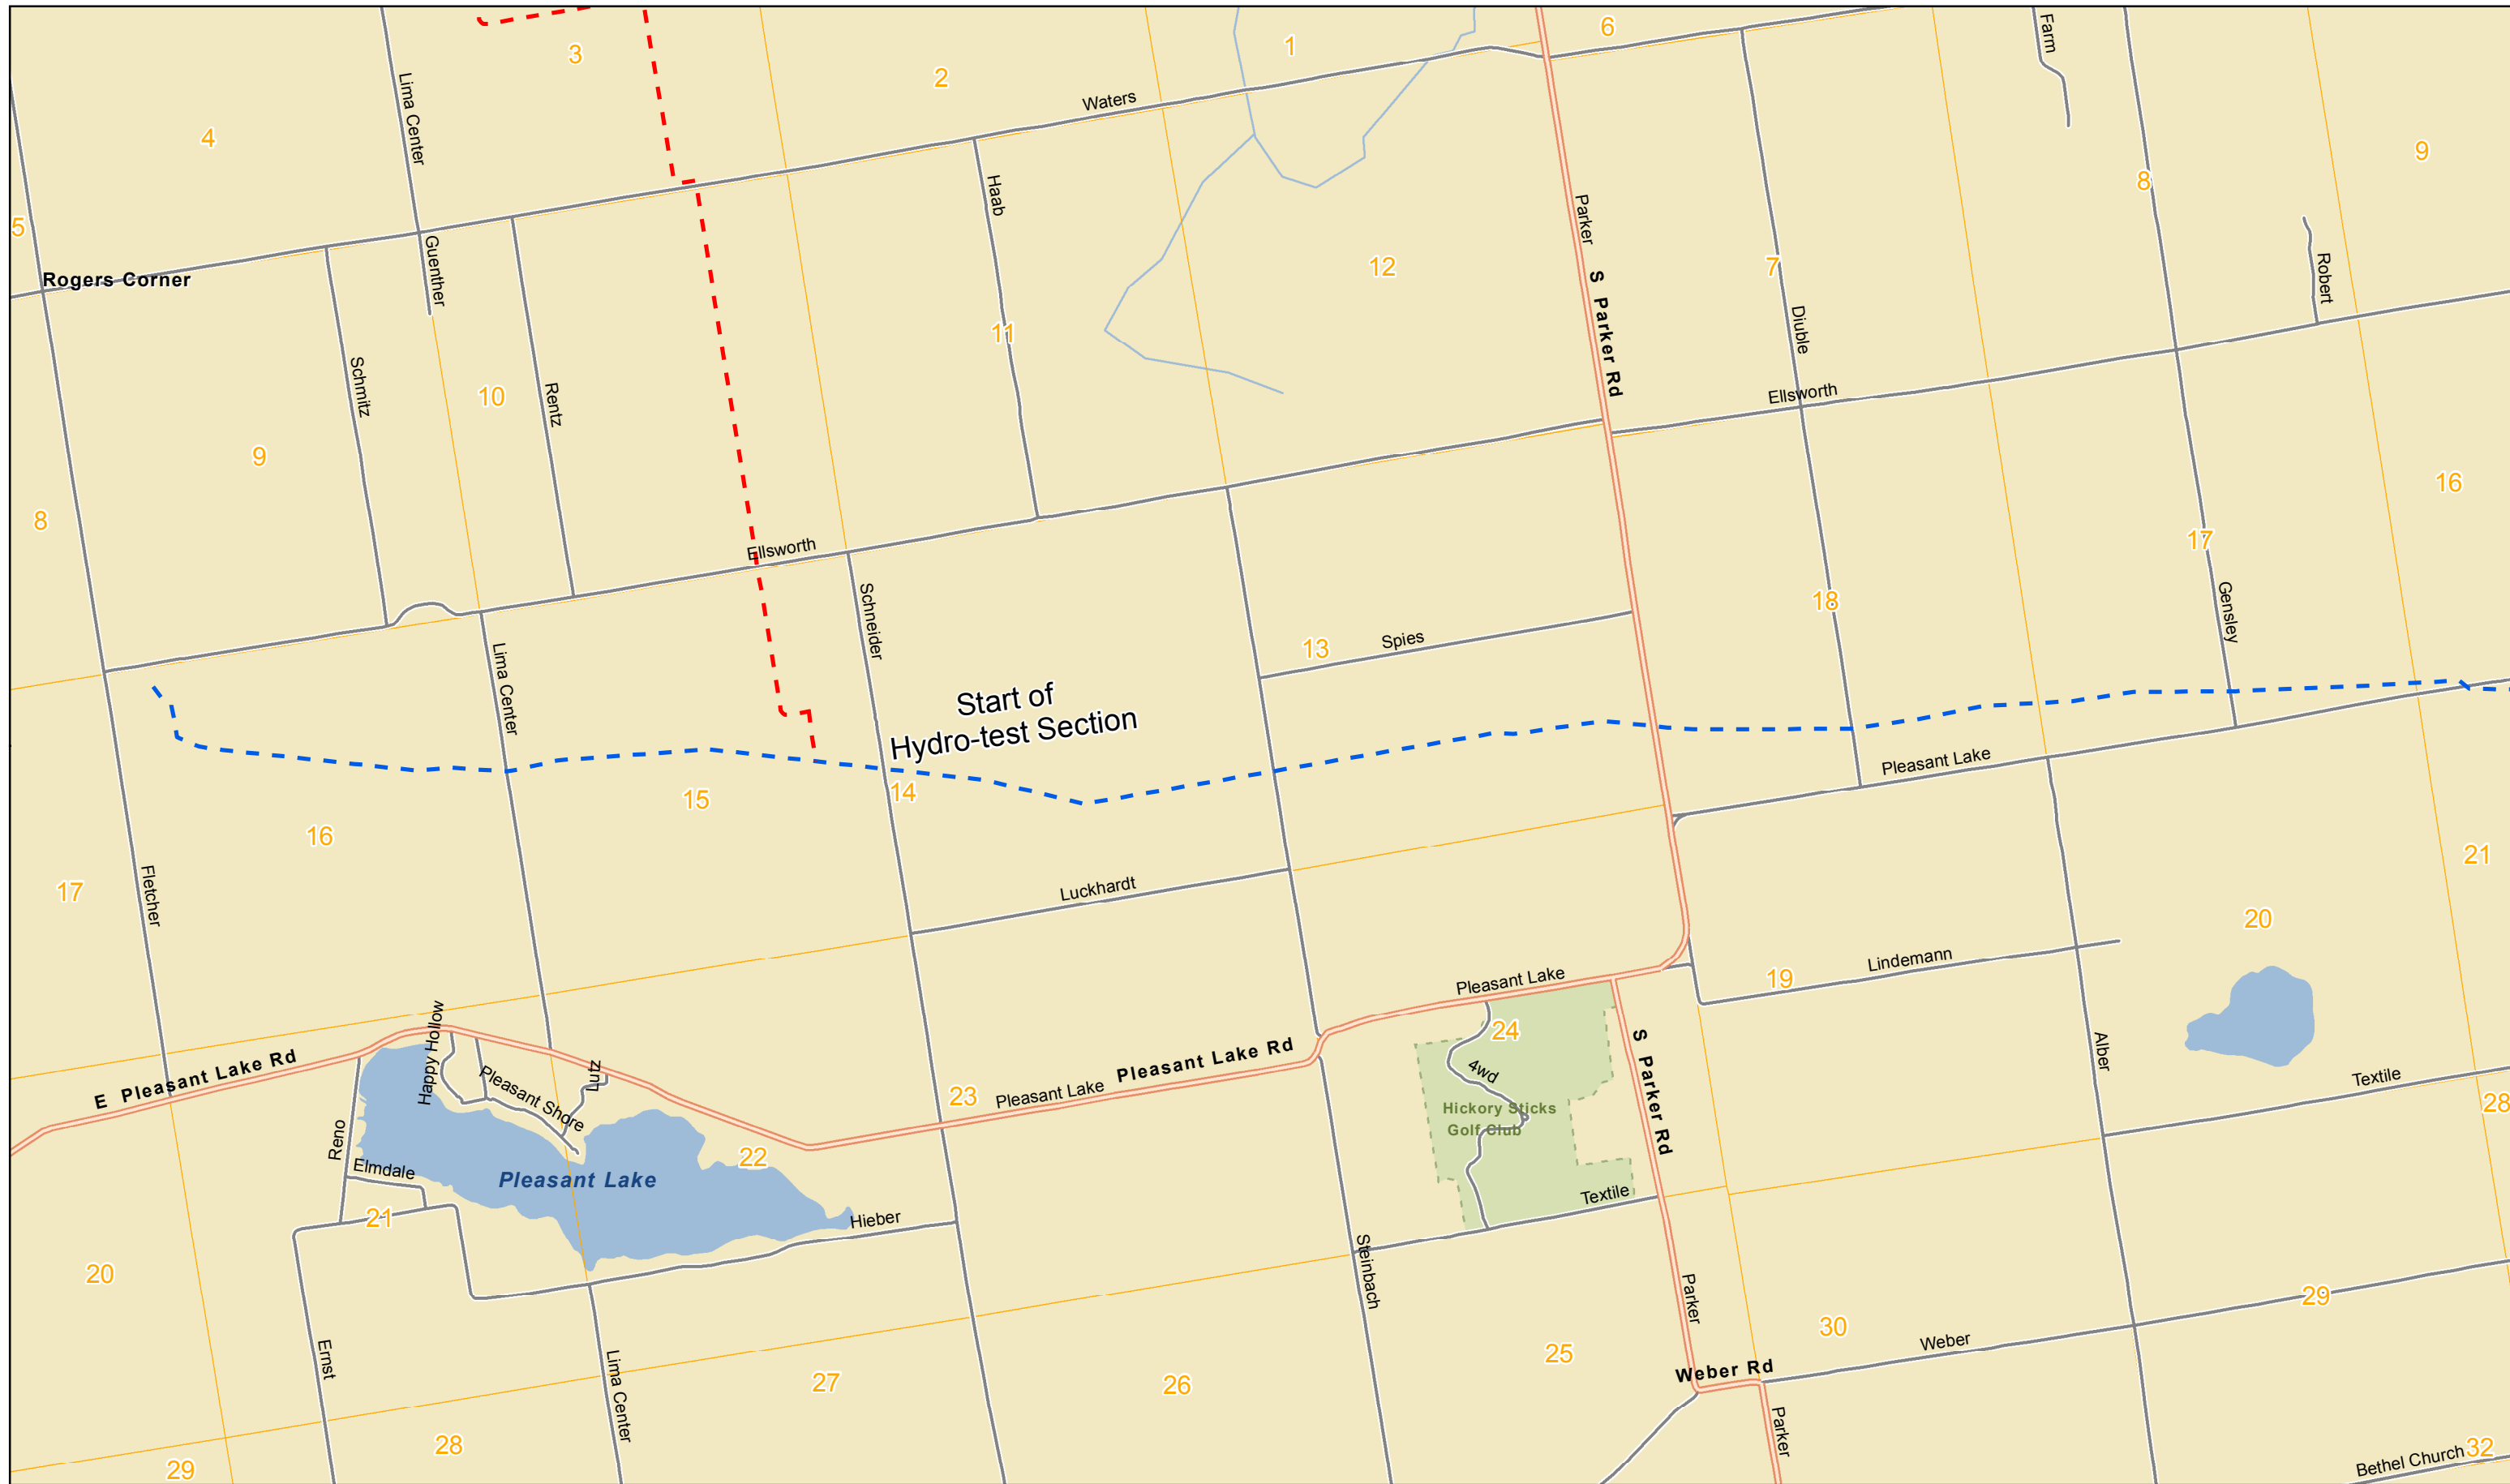 Farm
6
1
3
2
Lima Center
Waters
4
9
8
Haab
Parker
5
Guenther
Rogers Corner
12
7
Robert
S Parker Rd
Diuble
11
Schmitz
10
Rentz
Ellsworth
9
16
8
17
Ellsworth
Schneider
18
Gensley
13
Spies
Lima Center
Start of
Hydro-test Section
Pleasant Lake
14
15
16
21
17
Fletcher
Luckhardt
20
Lindemann
19
Pleasant Lake
24
Happy Hollow
S Parker Rd
Alber
Pleasant Lake Rd
E Pleasant Lake Rd
Lutz
4wd
Textile
Pleasant Shore
23
Pleasant Lake
28
Hickory Sticks
Golf Club
Reno
22
Elmdale
Pleasant Lake
Textile
21
Hieber
20
Steinbach
Parker
29
30
Weber
25
Ernst
Lima Center
Weber Rd
27
26
Parker
28
29
Bethel Church
32